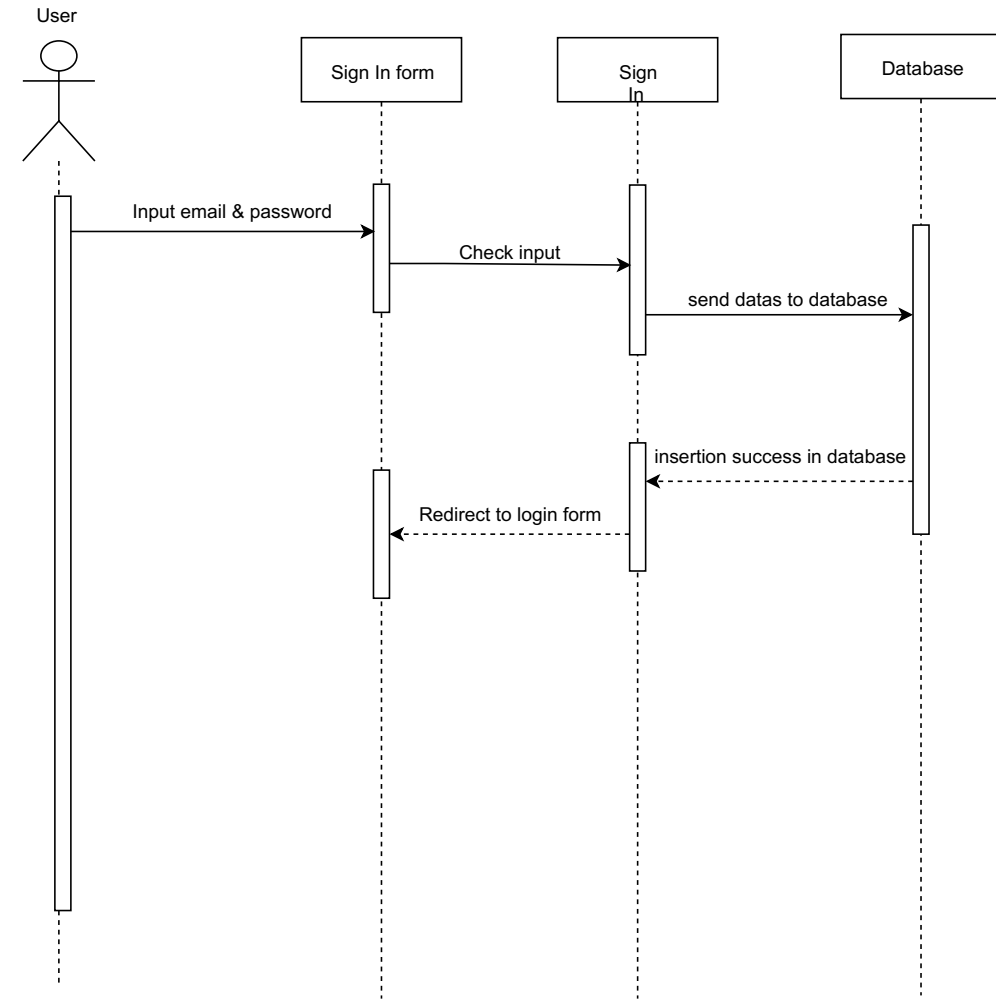 User
Sign In form
Sign
In
Database
Input email & password
Check input
send datas to database
insertion success in database
Redirect to login form